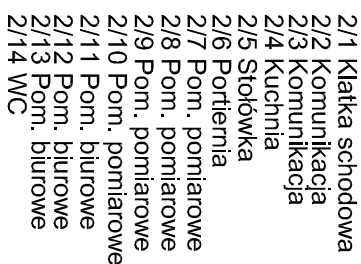 2/1 Klatka schodowa
2/2 Komunikacja
2/3 Komunikacja
2/4 Kuchnia
2/5 Stołówka
2/6 Portiernia
2/7 Pom. pomiarowe
2/8 Pom. pomiarowe
2/9 Pom. pomiarowe
2/10 Pom. pomiarowe
2/11 Pom. biurowe
2/12 Pom. biurowe
2/13 Pom. biurowe
2/14 WC